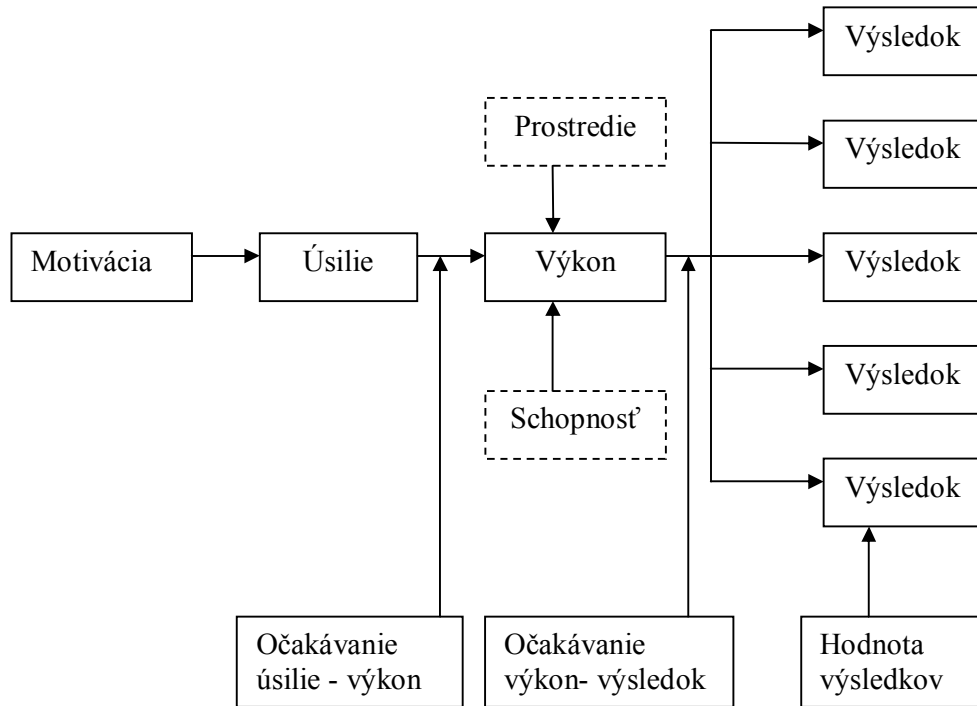 Výsledok
Prostredie
Výsledok
Motivácia
Úsilie
Výkon
Výsledok
Schopnosť
Výsledok
Výsledok
Očakávanie
úsilie - výkon
Očakávanie
výkon- výsledok
Hodnota
výsledkov